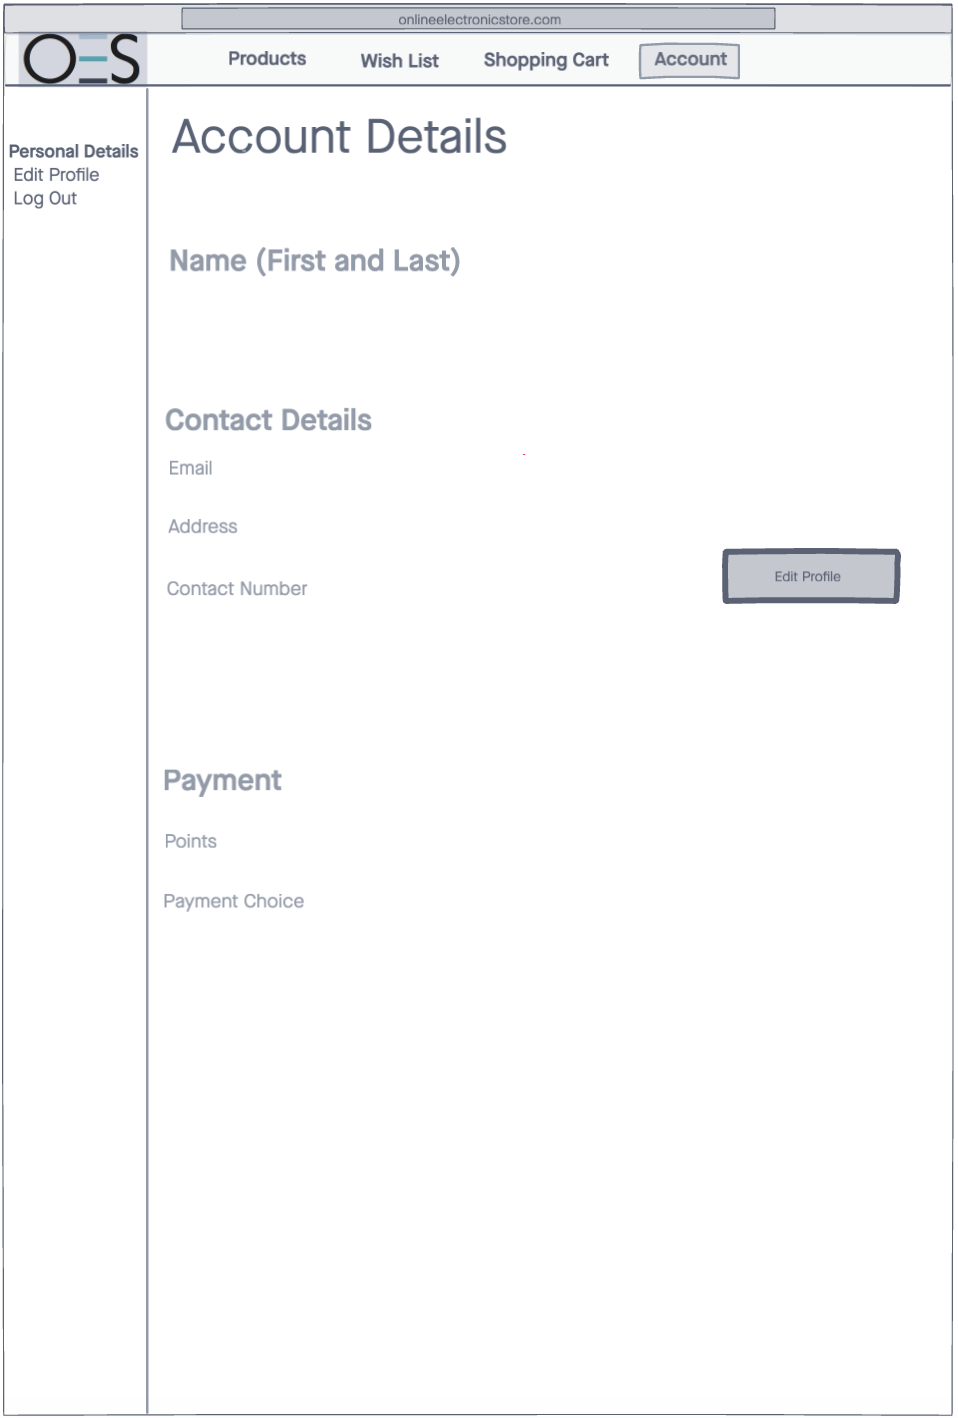 onlineelectronicstore.com
OES
Products Wish List Shopping Cart Account
Personal Details
Edit Profile
Log Out
Account Details
Name (First and Last)
Contact Details
Email
Address
Contact Number
Edit Profile
Payment
Points
Payment Choice